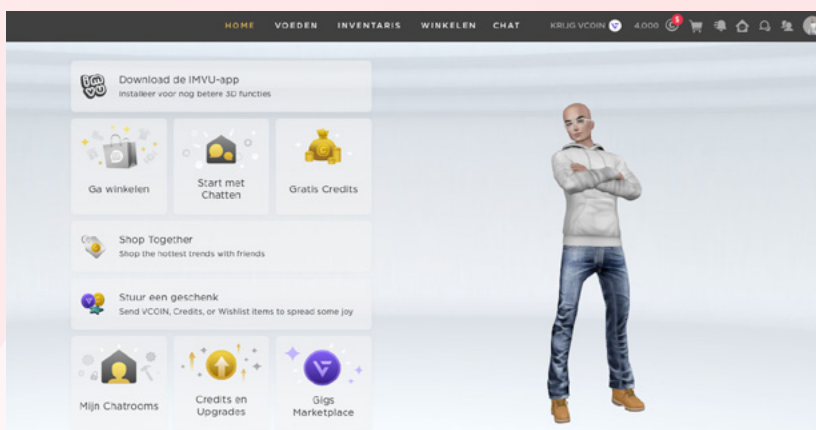 HOME VOEDEN INVENTARIS WINKELEN CHAT KRIJG VCOIN 4.000
Download de IMVU-app
Installeer voor nog betere 3D functies
Ga winkelen
Start met
Chatten
Gratis Credits
Shop Together
Shop the hottest trends with friends
Stuur een geschenk
Send VCOIN, Credits, or Wishlist items to spread some joy
Mijn Chatrooms
Credits en
Upgrades
Gigs
Marketplace